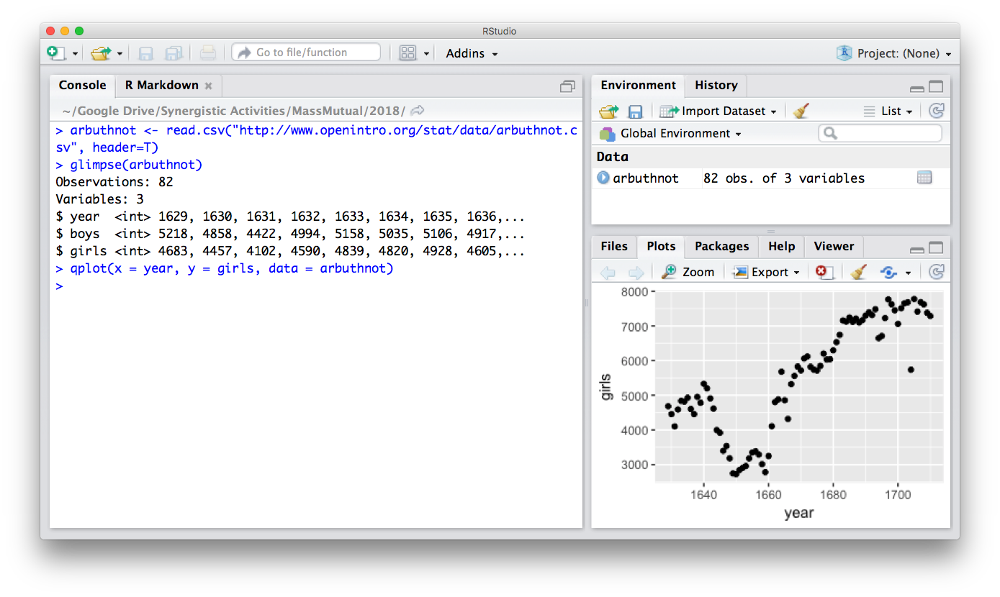 RStudio
Go to file/function
Addins
Project: (None)
Console
R Markdown
~/Google Drive/Synergistic Activities/MassMutual/2018/
> arbuthnot <- read.csv("http://www.openintro.org/stat/data/arbuthnot.c
sv", header=T)
> glimpse(arbuthnot)
Observations: 82
Variables: 3
$ year  <int> 1629, 1630, 1631, 1632, 1633, 1634, 1635, 1636,...
$ boys  <int> 5218, 4858, 4422, 4994, 5158, 5035, 5106, 4917,...
$ girls <int> 4683, 4457, 4102, 4590, 4839, 4820, 4928, 4605,...
> qplot(x = year, y = girls, data = arbuthnot)
>
Environment
History
Import Dataset
List
Global Environment
Data
arbuthnot
82 obs. of 3 variables
Files
Plots
Packages
Help
Viewer
Zoom
Export
8000
7000
6000
5000
4000
3000
girls
1640
1660
1680
1700
year